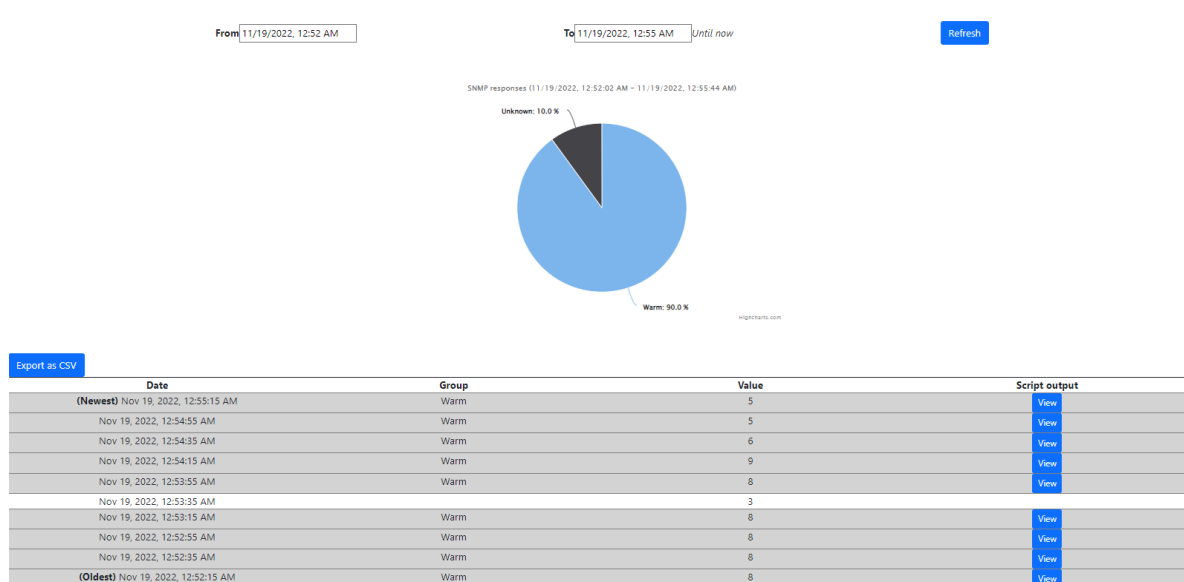 From 11/19/2022, 12:52 AM To 11/19/2022, 12:55 AM Until now Refresh
SNMP responses (11/19/2022, 12:52:02 AM − 11/19/2022, 12:55:44 AM)
Unknown: 10.0 %
Warm: 90.0 %
Highcharts.com
Export as CSV
Date Group Value Script output
(Newest) Nov 19, 2022, 12:55:15 AM Warm 5 View
Nov 19, 2022, 12:54:55 AM Warm 5 View
Nov 19, 2022, 12:54:35 AM Warm 6 View
Nov 19, 2022, 12:54:15 AM Warm 9 View
Nov 19, 2022, 12:53:55 AM Warm 8 View
Nov 19, 2022, 12:53:35 AM 3
Nov 19, 2022, 12:53:15 AM Warm 8 View
Nov 19, 2022, 12:52:55 AM Warm 8 View
Nov 19, 2022, 12:52:35 AM Warm 8 View
(Oldest) Nov 19, 2022, 12:52:15 AM Warm 8 View